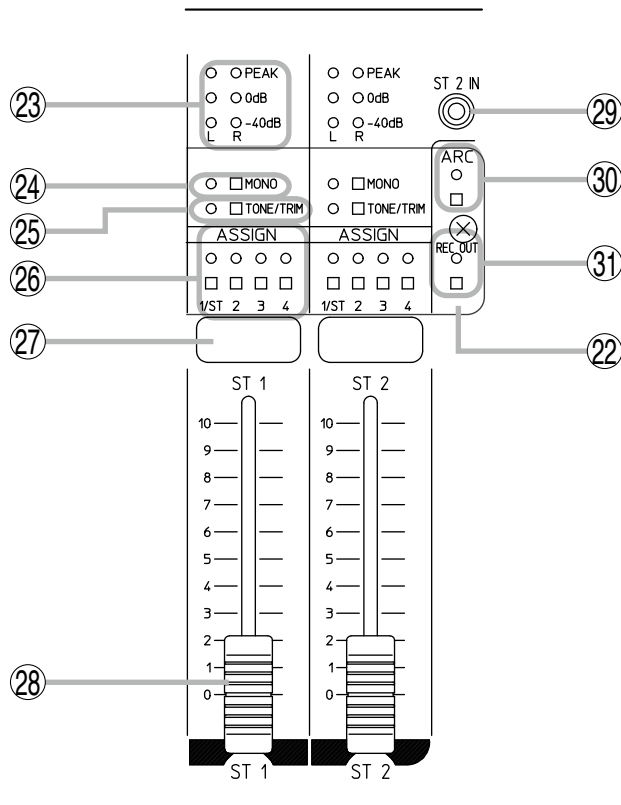 PEAK PEAK
ST 2 IN
㉓ 0dB 0dB ㉙
-40dB -40dB
L R L R
ARC
㉔ MONO MONO ㉚
㉕ TONE/TRIM TONE/TRIM
ASSIGN ASSIGN
REC OUT
㉖ ㉛
1/ST 2 3 4 1/ST 2 3 4
㉗ ㉒
ST 1 ST 2
10 10
9 9
8 8
7 7
6 6
5 5
4 4
3 3
2 2
1 1
㉘ 0 0
ST 1 ST 2